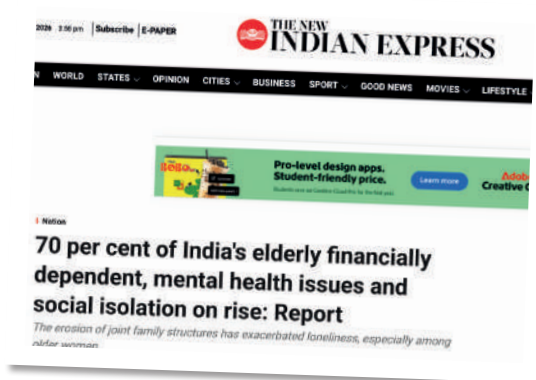 2026 3:56 pm Subscribe E-PAPER
THE NEW
INDIAN EXPRESS
N WORLD STATES OPINION CITIES BUSINESS SPORT GOOD NEWS MOVIES LIFESTYLE
Pro-level design apps.
Student-friendly price.
Learn more
Adobe
Creative C
Nation
70 per cent of India's elderly financially
dependent, mental health issues and
social isolation on rise: Report
The erosion of joint family structures has exacerbated loneliness, especially among
older women